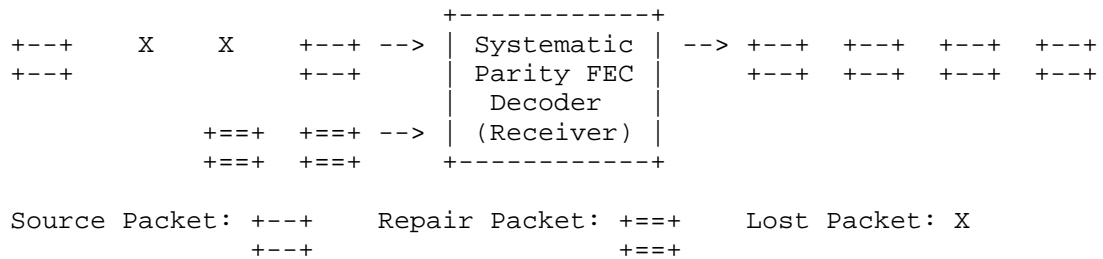 +------------+
+--+    X    X    +--+ -->  | Systematic | --> +--+  +--+  +--+  +--+
+--+              +--+      | Parity FEC |     +--+  +--+  +--+  +--+
                            |  Decoder   |
            +==+  +==+ -->  | (Receiver) |
            +==+  +==+      +------------+
Source Packet: +--+    Repair Packet: +==+    Lost Packet: X
               +--+                   +==+